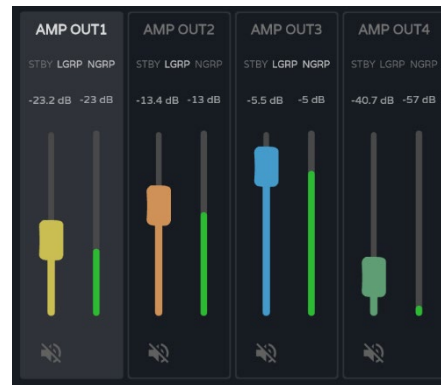 AMP OUT1 AMP OUT2 AMP OUT3 AMP OUT4
STBY LGRP NGRP STBY LGRP NGRP STBY LGRP NGRP STBY LGRP NGRP
-23.2 dB -23 dB -13.4 dB -13 dB -5.5 dB -5 dB -40.7 dB -57 dB